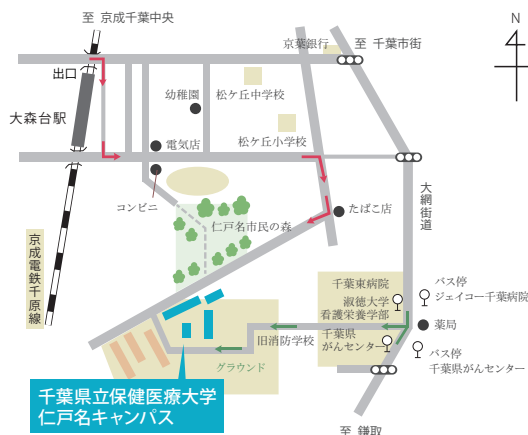 至 京成千葉中央
N
京葉銀行
至 千葉市街
出口
幼稚園
松ケ丘中学校
大森台駅
電気店
松ケ丘小学校
コンビニ
たばこ店
大網街道
仁戸名市民の森
京成電鉄千原線
千葉東病院
淑徳大学
看護栄養学部
バス停
ジェイコー千葉病院
旧消防学校
千葉県
がんセンター
薬局
グラウンド
バス停
千葉県がんセンター
千葉県立保健医療大学
仁戸名キャンパス
至 鎌取